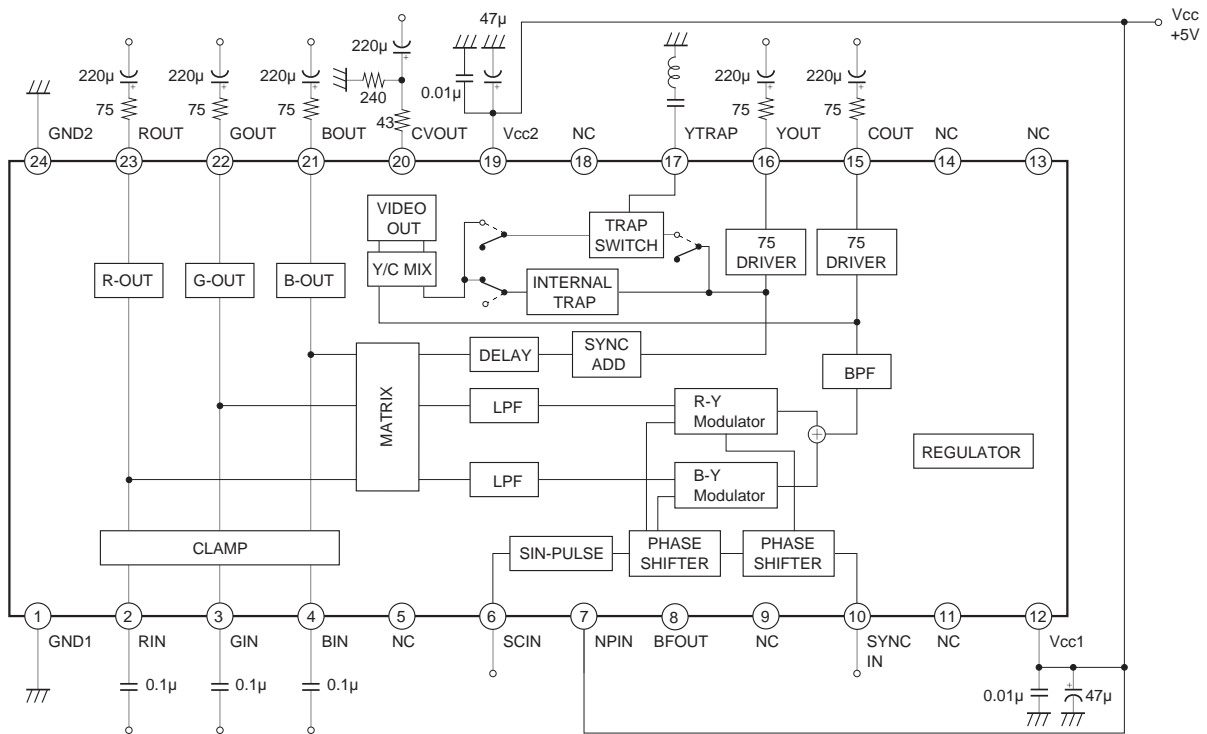 47µ
Vcc
+5V
220µ
220µ
220µ
220µ
240
43
0.01µ
220µ
220µ
75
75
75
75
75
GND2
ROUT
GOUT
BOUT
CVOUT
Vcc2
NC
YTRAP
YOUT
COUT
NC
NC
24
23
22
21
20
19
18
17
16
15
14
13
VIDEO
OUT
Y/C MIX
TRAP
SWITCH
INTERNAL
TRAP
75
DRIVER
75
DRIVER
R-OUT
G-OUT
B-OUT
MATRIX
DELAY
SYNC
ADD
BPF
LPF
R-Y
Modulator
REGULATOR
LPF
B-Y
Modulator
CLAMP
SIN-PULSE
PHASE
SHIFTER
PHASE
SHIFTER
1
2
3
4
5
6
7
8
9
10
11
12
GND1
RIN
GIN
BIN
NC
SCIN
NPIN
BFOUT
NC
SYNC
IN
NC
Vcc1
0.1µ
0.1µ
0.1µ
0.01µ
47µ